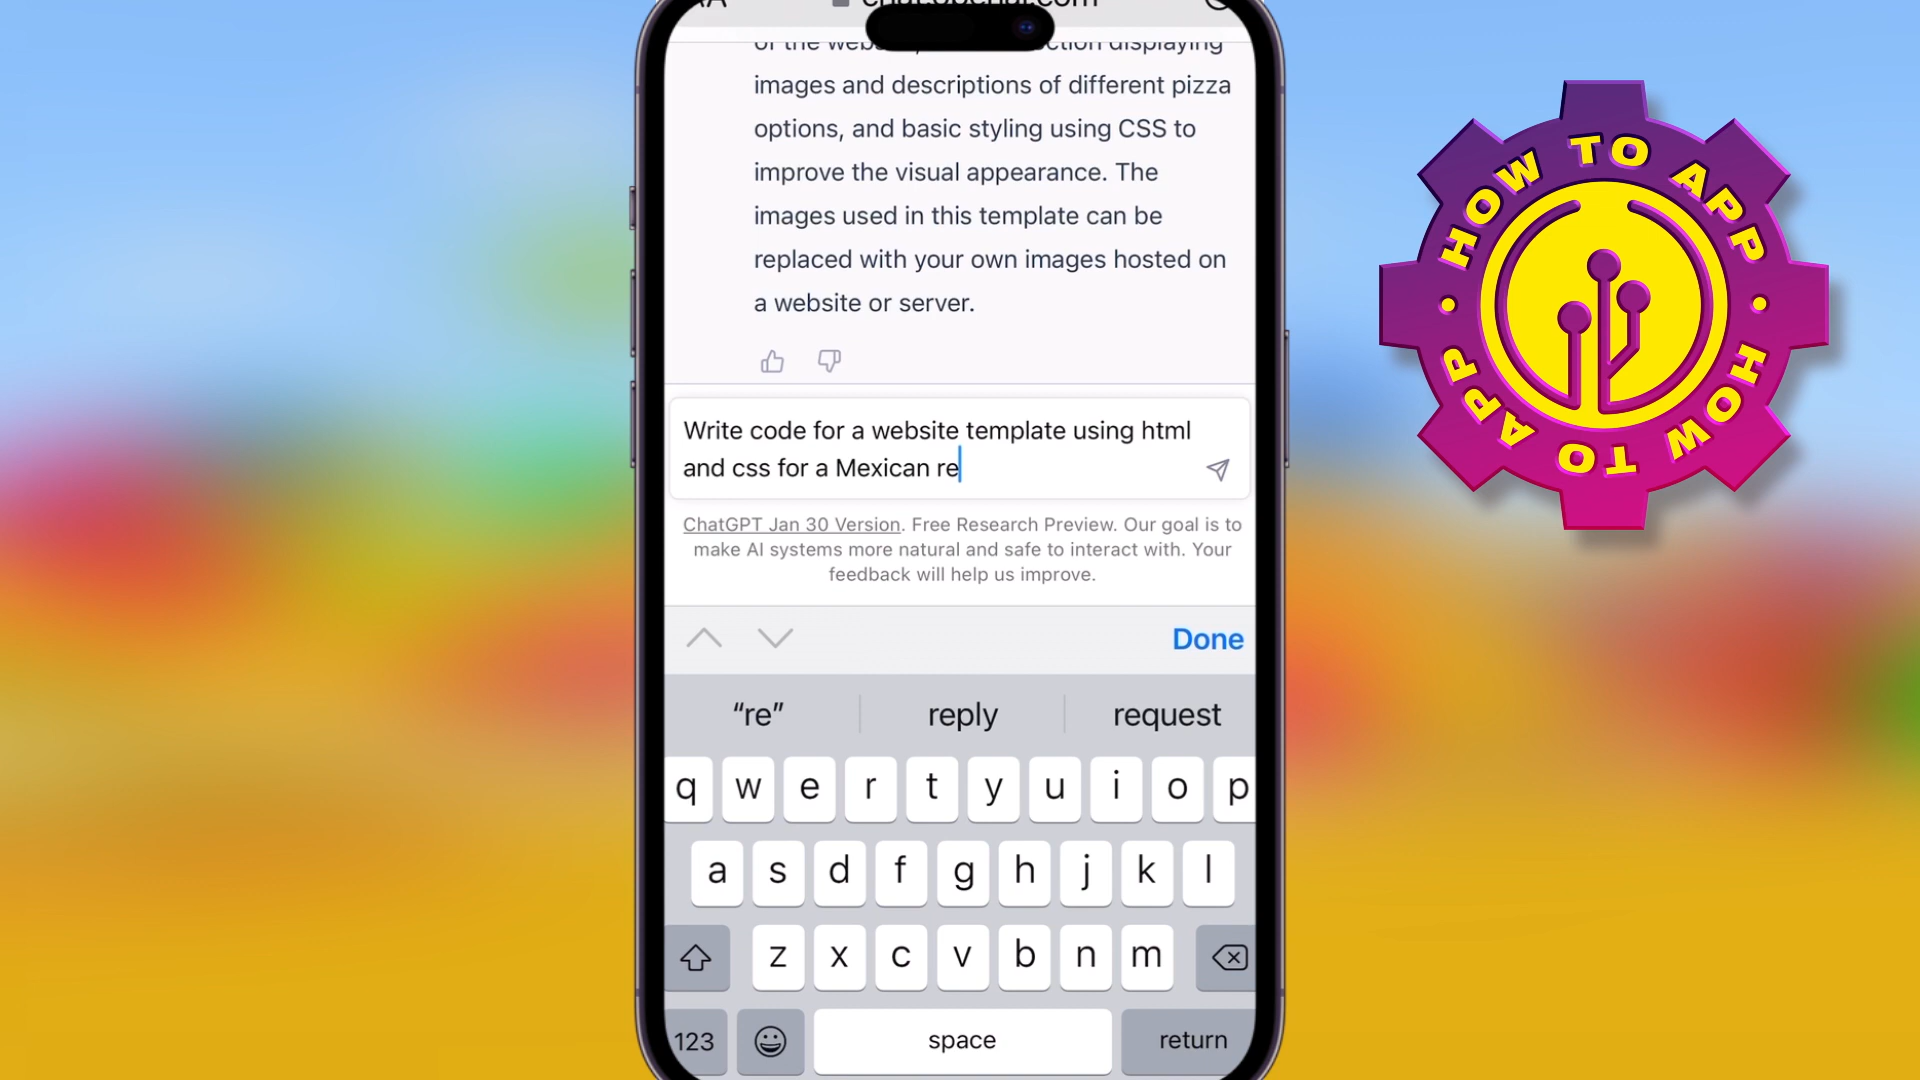 of the
ction displaying
images and descriptions of different pizza
options, and basic styling using CSS to
improve the visual appearance. The
images used in this template can be
replaced with your own images hosted on
a website or server.
Write code for a website template using html
and css for a Mexican re
ChatGPT Jan 30 Version. Free Research Preview. Our goal is to
make AI systems more natural and safe to interact with. Your
feedback will help us improve.
Done
“re” reply request
q w e r t y u i o p
a s d f g h j k l
z x c v b n m
123 space return
HOW TO APP
HOW TO APP